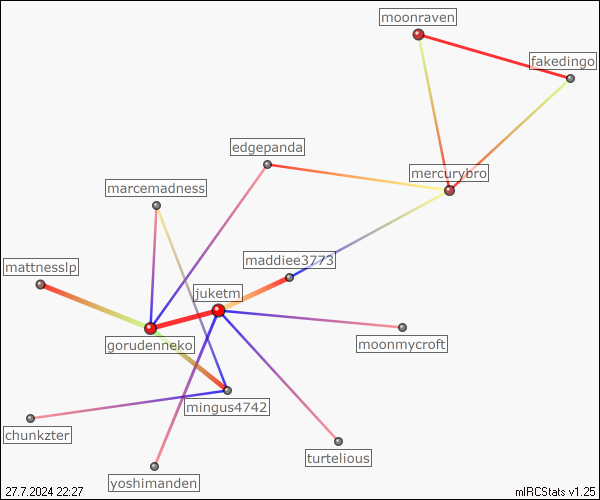 moonraven
fakedingo
edgepanda
mercurybro
marcemadness
maddiee3773
mattnesslp
juketm
gorudenneko
moonmycroft
mingus4742
chunkzter
turtelious
yoshimanden
27.7.2024 22:27
mIRCStats v1.25